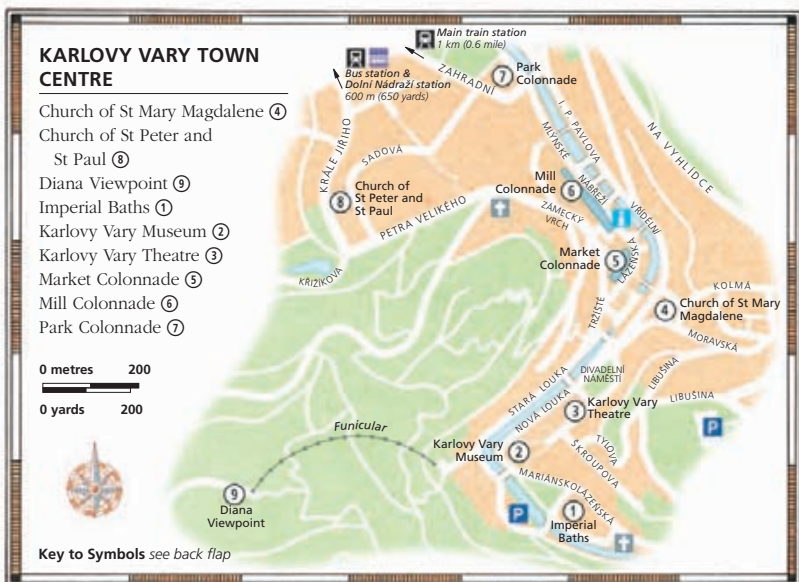 KARLOVY VARY TOWN
CENTRE
Church of St Mary Magdalene ④
Church of St Peter and
St Paul ⑧
Diana Viewpoint ⑨
Imperial Baths ①
Karlovy Vary Museum ②
Karlovy Vary Theatre ③
Market Colonnade ⑤
Mill Colonnade ⑥
Park Colonnade ⑦
0 metres 200
0 yards 200
Key to Symbols see back flap
Main train station
1 km (0.6 mile)
Bus station &
Dolní Nádraží station
600 m (650 yards)
ZAHRADNÍ
⑦ Park
Colonnade
I. P. PAVLOVA
MLÝNSKÉ
NÁBŘEŽÍ
NA VYHLÍDCE
KRÁLE JIŘÍHO
SADOVÁ
Mill
Colonnade ⑥
VŘÍDELNÍ
⑧ Church of
St Peter and
St Paul
PETRA VELIKÉHO
ZÁMECKÝ
VRCH
Market
Colonnade ⑤
LÁZEŇSKÁ
KŘIŽÍKOVA
KOLMÁ
④ Church of St Mary
Magdalene
TRŽIŠTĚ
MORAVSKÁ
DIVADELNÍ
NÁMĚSTÍ
LIBUŠINA
LIBUŠINA
STARÁ LOUKA
NOVÁ LOUKA
③ Karlovy Vary
Theatre
P
Funicular
Karlovy Vary
Museum ②
TYLOVA
ŠKROUPOVA
MARIÁNSKOLÁZEŇSKÁ
⑨
Diana
Viewpoint
P
①
Imperial
Baths